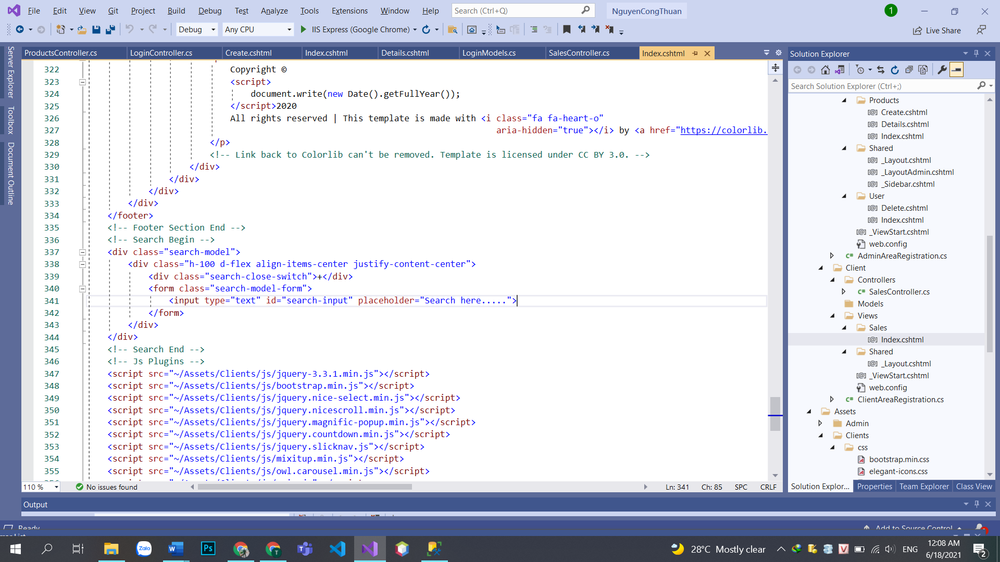 File Edit View Git Project Build Debug Test Analyze Tools Extensions Window Help Search (Ctrl+Q) NguyenCongThuan 1
Debug Any CPU IIS Express (Google Chrome) Live Share
Server Explorer
Toolbox
Document Outline
ProductsController.cs LoginController.cs Create.cshtml Index.cshtml Details.cshtml LoginModels.cs SalesController.cs Index.cshtml
322 Copyright ©
323 <script>
324 document.write(new Date().getFullYear());
325 </script>2020
326 All rights reserved | This template is made with <i class="fa fa-heart-o"
327 aria-hidden="true"></i> by <a href="https://colorlib.
328 </p>
329 <!-- Link back to Colorlib can't be removed. Template is licensed under CC BY 3.0. -->
330 </div>
331 </div>
332 </div>
333 </div>
334 </footer>
335 <!-- Footer Section End -->
336 <!-- Search Begin -->
337 <div class="search-model">
338 <div class="h-100 d-flex align-items-center justify-content-center">
339 <div class="search-close-switch">+</div>
340 <form class="search-model-form">
341 <input type="text" id="search-input" placeholder="Search here.....">
342 </form>
343 </div>
344 </div>
345 <!-- Search End -->
346 <!-- Js Plugins -->
347 <script src="~/Assets/Clients/js/jquery-3.3.1.min.js"></script>
348 <script src="~/Assets/Clients/js/bootstrap.min.js"></script>
349 <script src="~/Assets/Clients/js/jquery.nice-select.min.js"></script>
350 <script src="~/Assets/Clients/js/jquery.nicescroll.min.js"></script>
351 <script src="~/Assets/Clients/js/jquery.magnific-popup.min.js"></script>
352 <script src="~/Assets/Clients/js/jquery.countdown.min.js"></script>
353 <script src="~/Assets/Clients/js/jquery.slicknav.js"></script>
354 <script src="~/Assets/Clients/js/mixitup.min.js"></script>
355 <script src="~/Assets/Clients/js/owl.carousel.min.js"></script>
110 % No issues found Ln: 341 Ch: 85 SPC CRLF
Solution Explorer
Search Solution Explorer (Ctrl+;)
Products
Create.cshtml
Details.cshtml
Index.cshtml
Shared
_Layout.cshtml
_LayoutAdmin.cshtml
_Sidebar.cshtml
User
Delete.cshtml
Index.cshtml
_ViewStart.cshtml
web.config
AdminAreaRegistration.cs
Client
Controllers
SalesController.cs
Models
Views
Sales
Index.cshtml
Shared
_Layout.cshtml
_ViewStart.cshtml
web.config
ClientAreaRegistration.cs
Assets
Admin
Clients
css
bootstrap.min.css
elegant-icons.css
Solution Explor... Properties Team Explorer Class View
Output
Ready Add to Source Control
Zalo Ps 28°C Mostly clear ENG 12:08 AM
6/18/2021 2